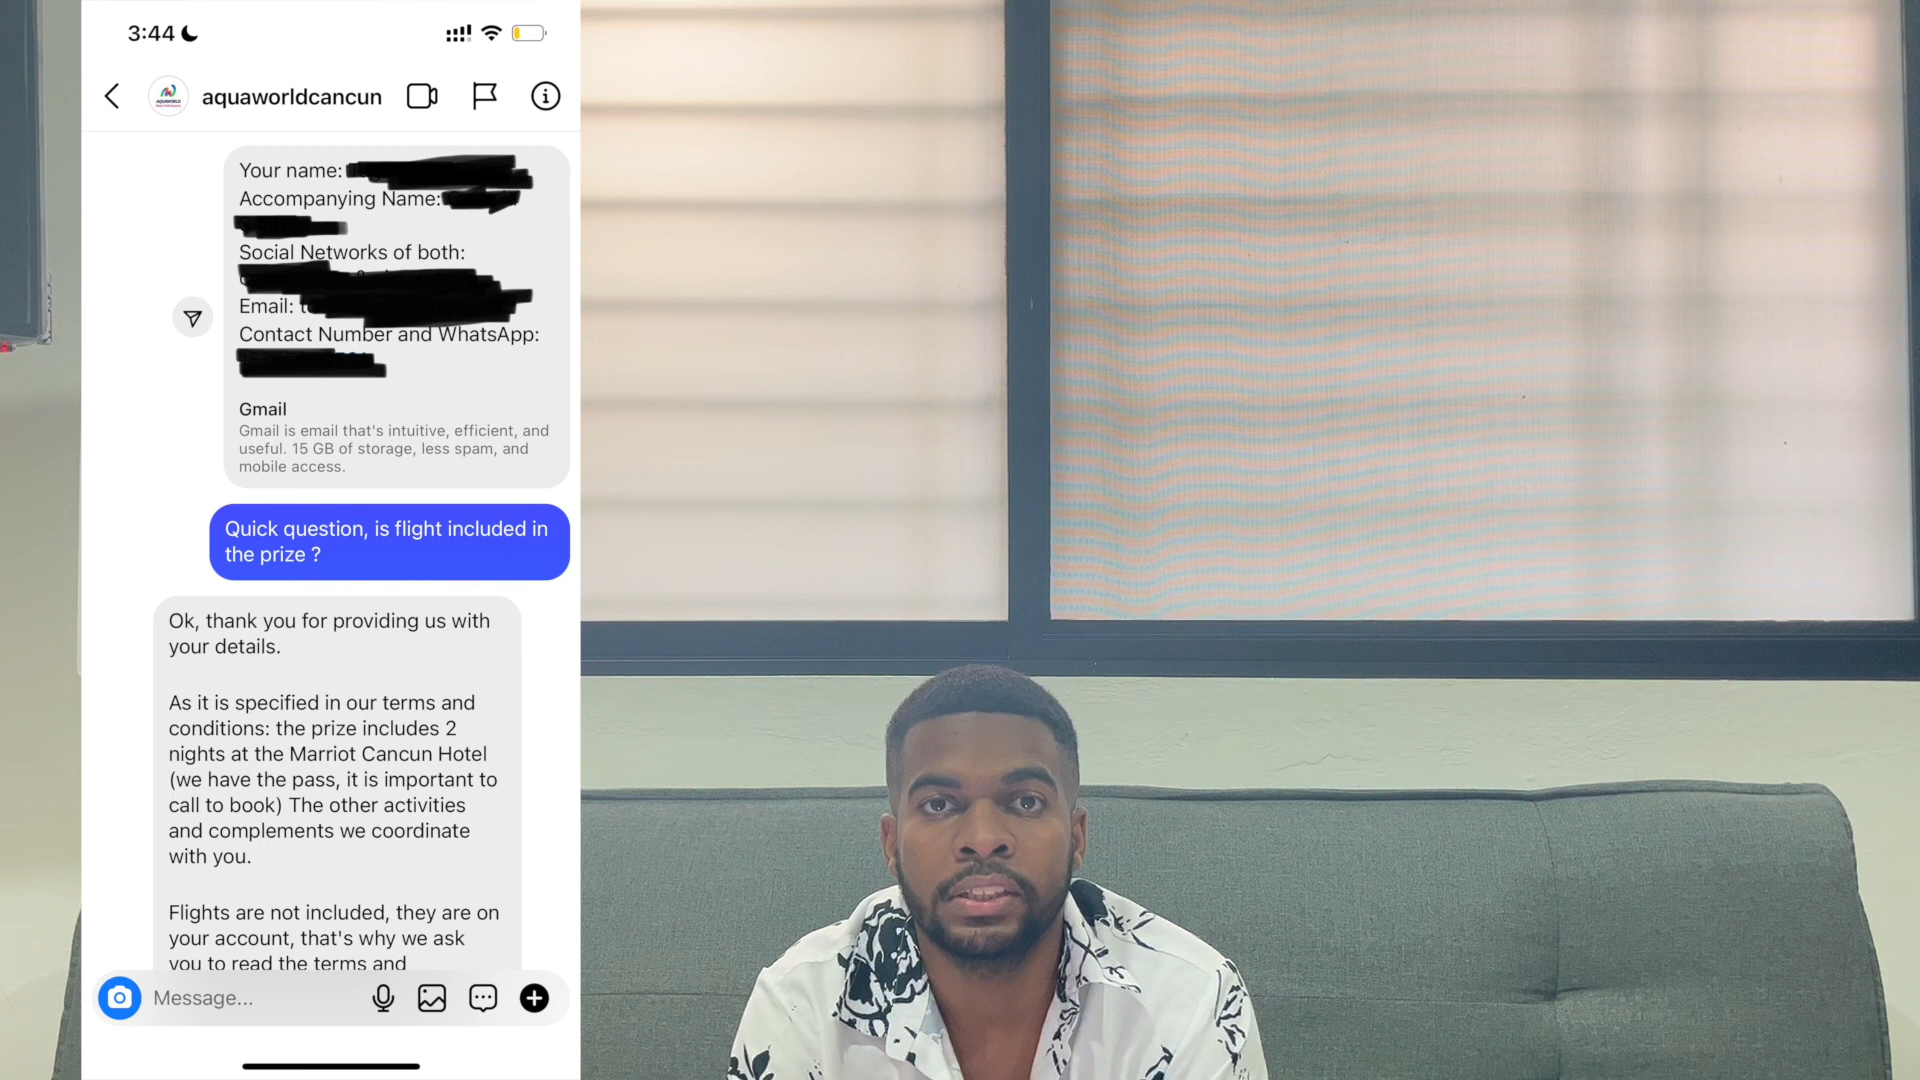 3:44
aquaworldcancun
AQUAWORLD
Your name:
Accompanying Name:
Social Networks of both:
Email:
Contact Number and WhatsApp:
Gmail
Gmail is email that's intuitive, efficient, and
useful. 15 GB of storage, less spam, and
mobile access.
Quick question, is flight included in
the prize ?
Ok, thank you for providing us with
your details.
As it is specified in our terms and
conditions: the prize includes 2
nights at the Marriot Cancun Hotel
(we have the pass, it is important to
call to book) The other activities
and complements we coordinate
with you.
Flights are not included, they are on
your account, that's why we ask
you to read the terms and
Message...